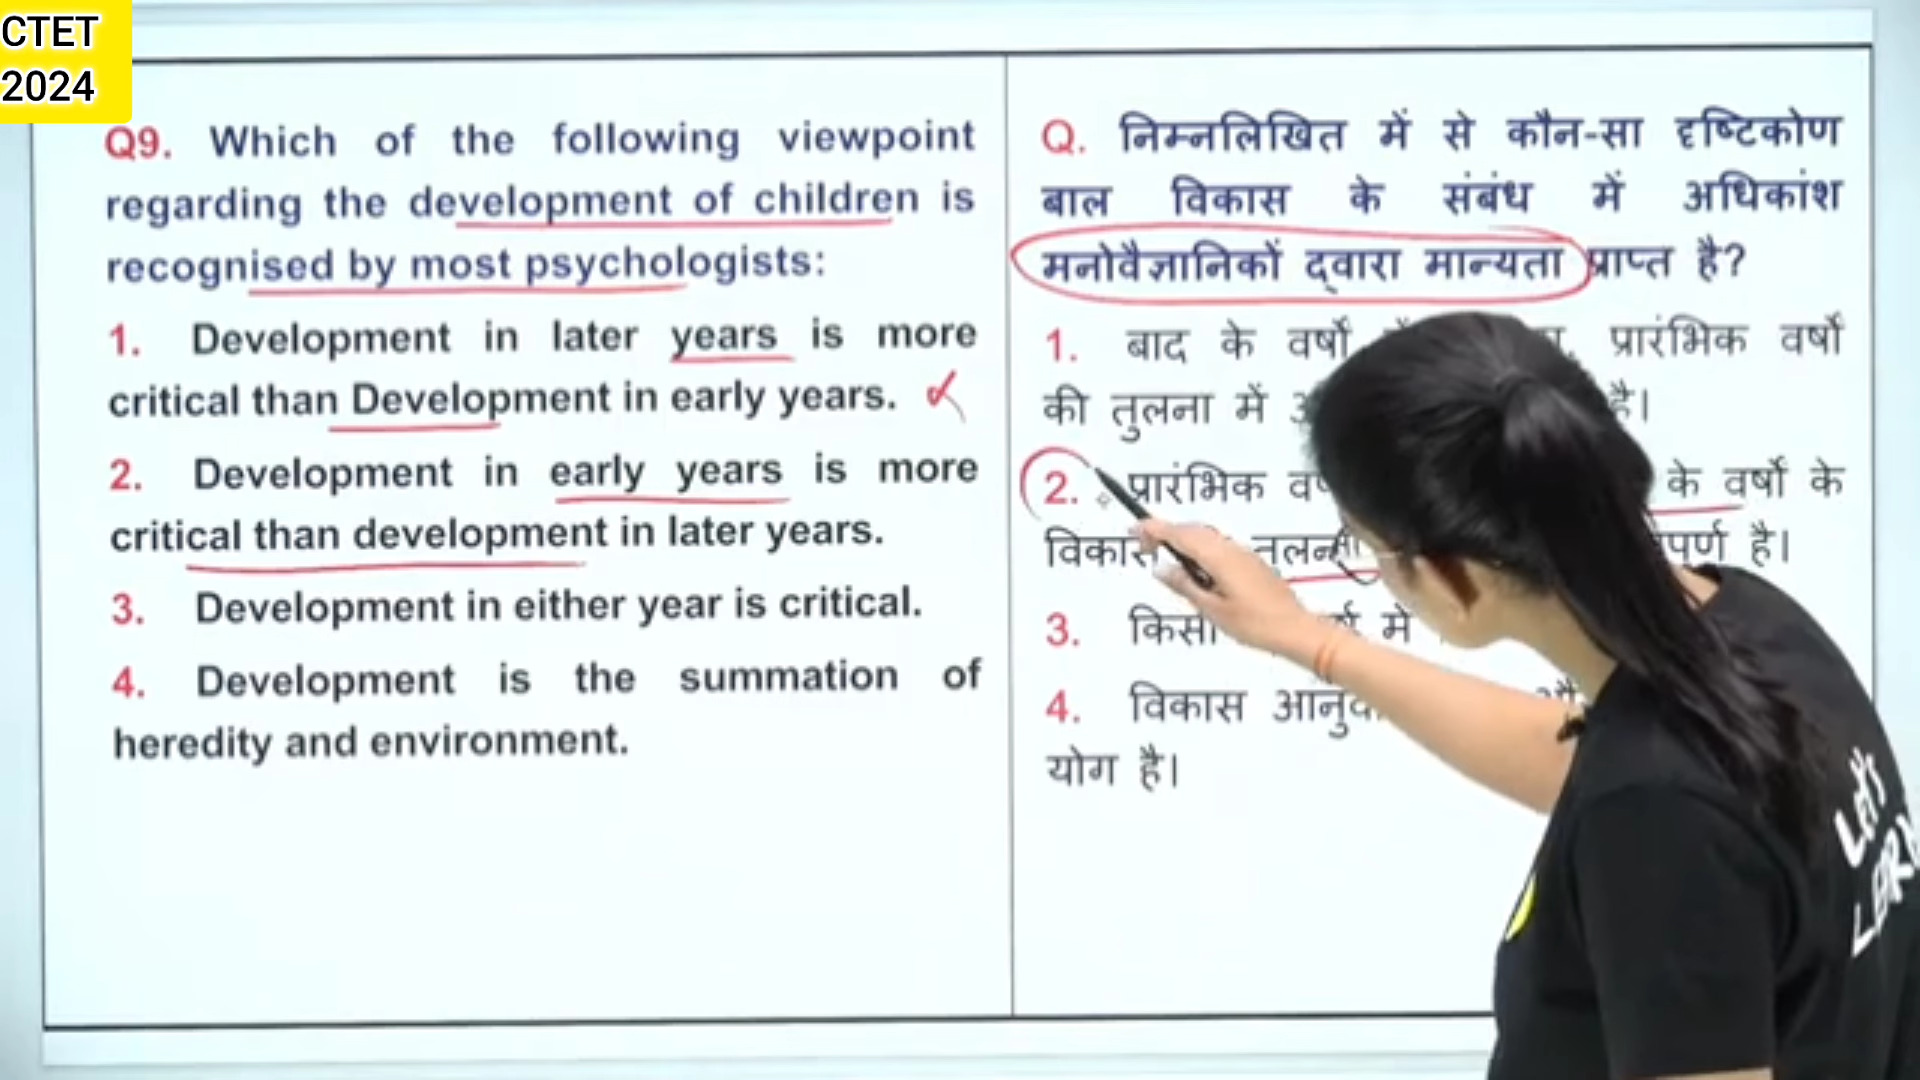 CTET
2024
Q9. Which of the following viewpoint
regarding the development of children is
recognised by most psychologists:
1. Development in later years is more
critical than Development in early years.
2. Development in early years is more
critical than development in later years.
3. Development in either year is critical.
4. Development is the summation of
heredity and environment.
Q. निम्नलिखित में से कौन-सा दृष्टिकोण
बाल विकास के संबंध में अधिकांश
मनोवैज्ञानिकों द्वारा मान्यता प्राप्त है?
1. बाद के वर्षों प्रारंभिक वर्षों
की तुलना में है।
2. प्रारंभिक के वर्षों के
विकास है।
3. में
4. विकास
योग है।
LET'S
LEARN